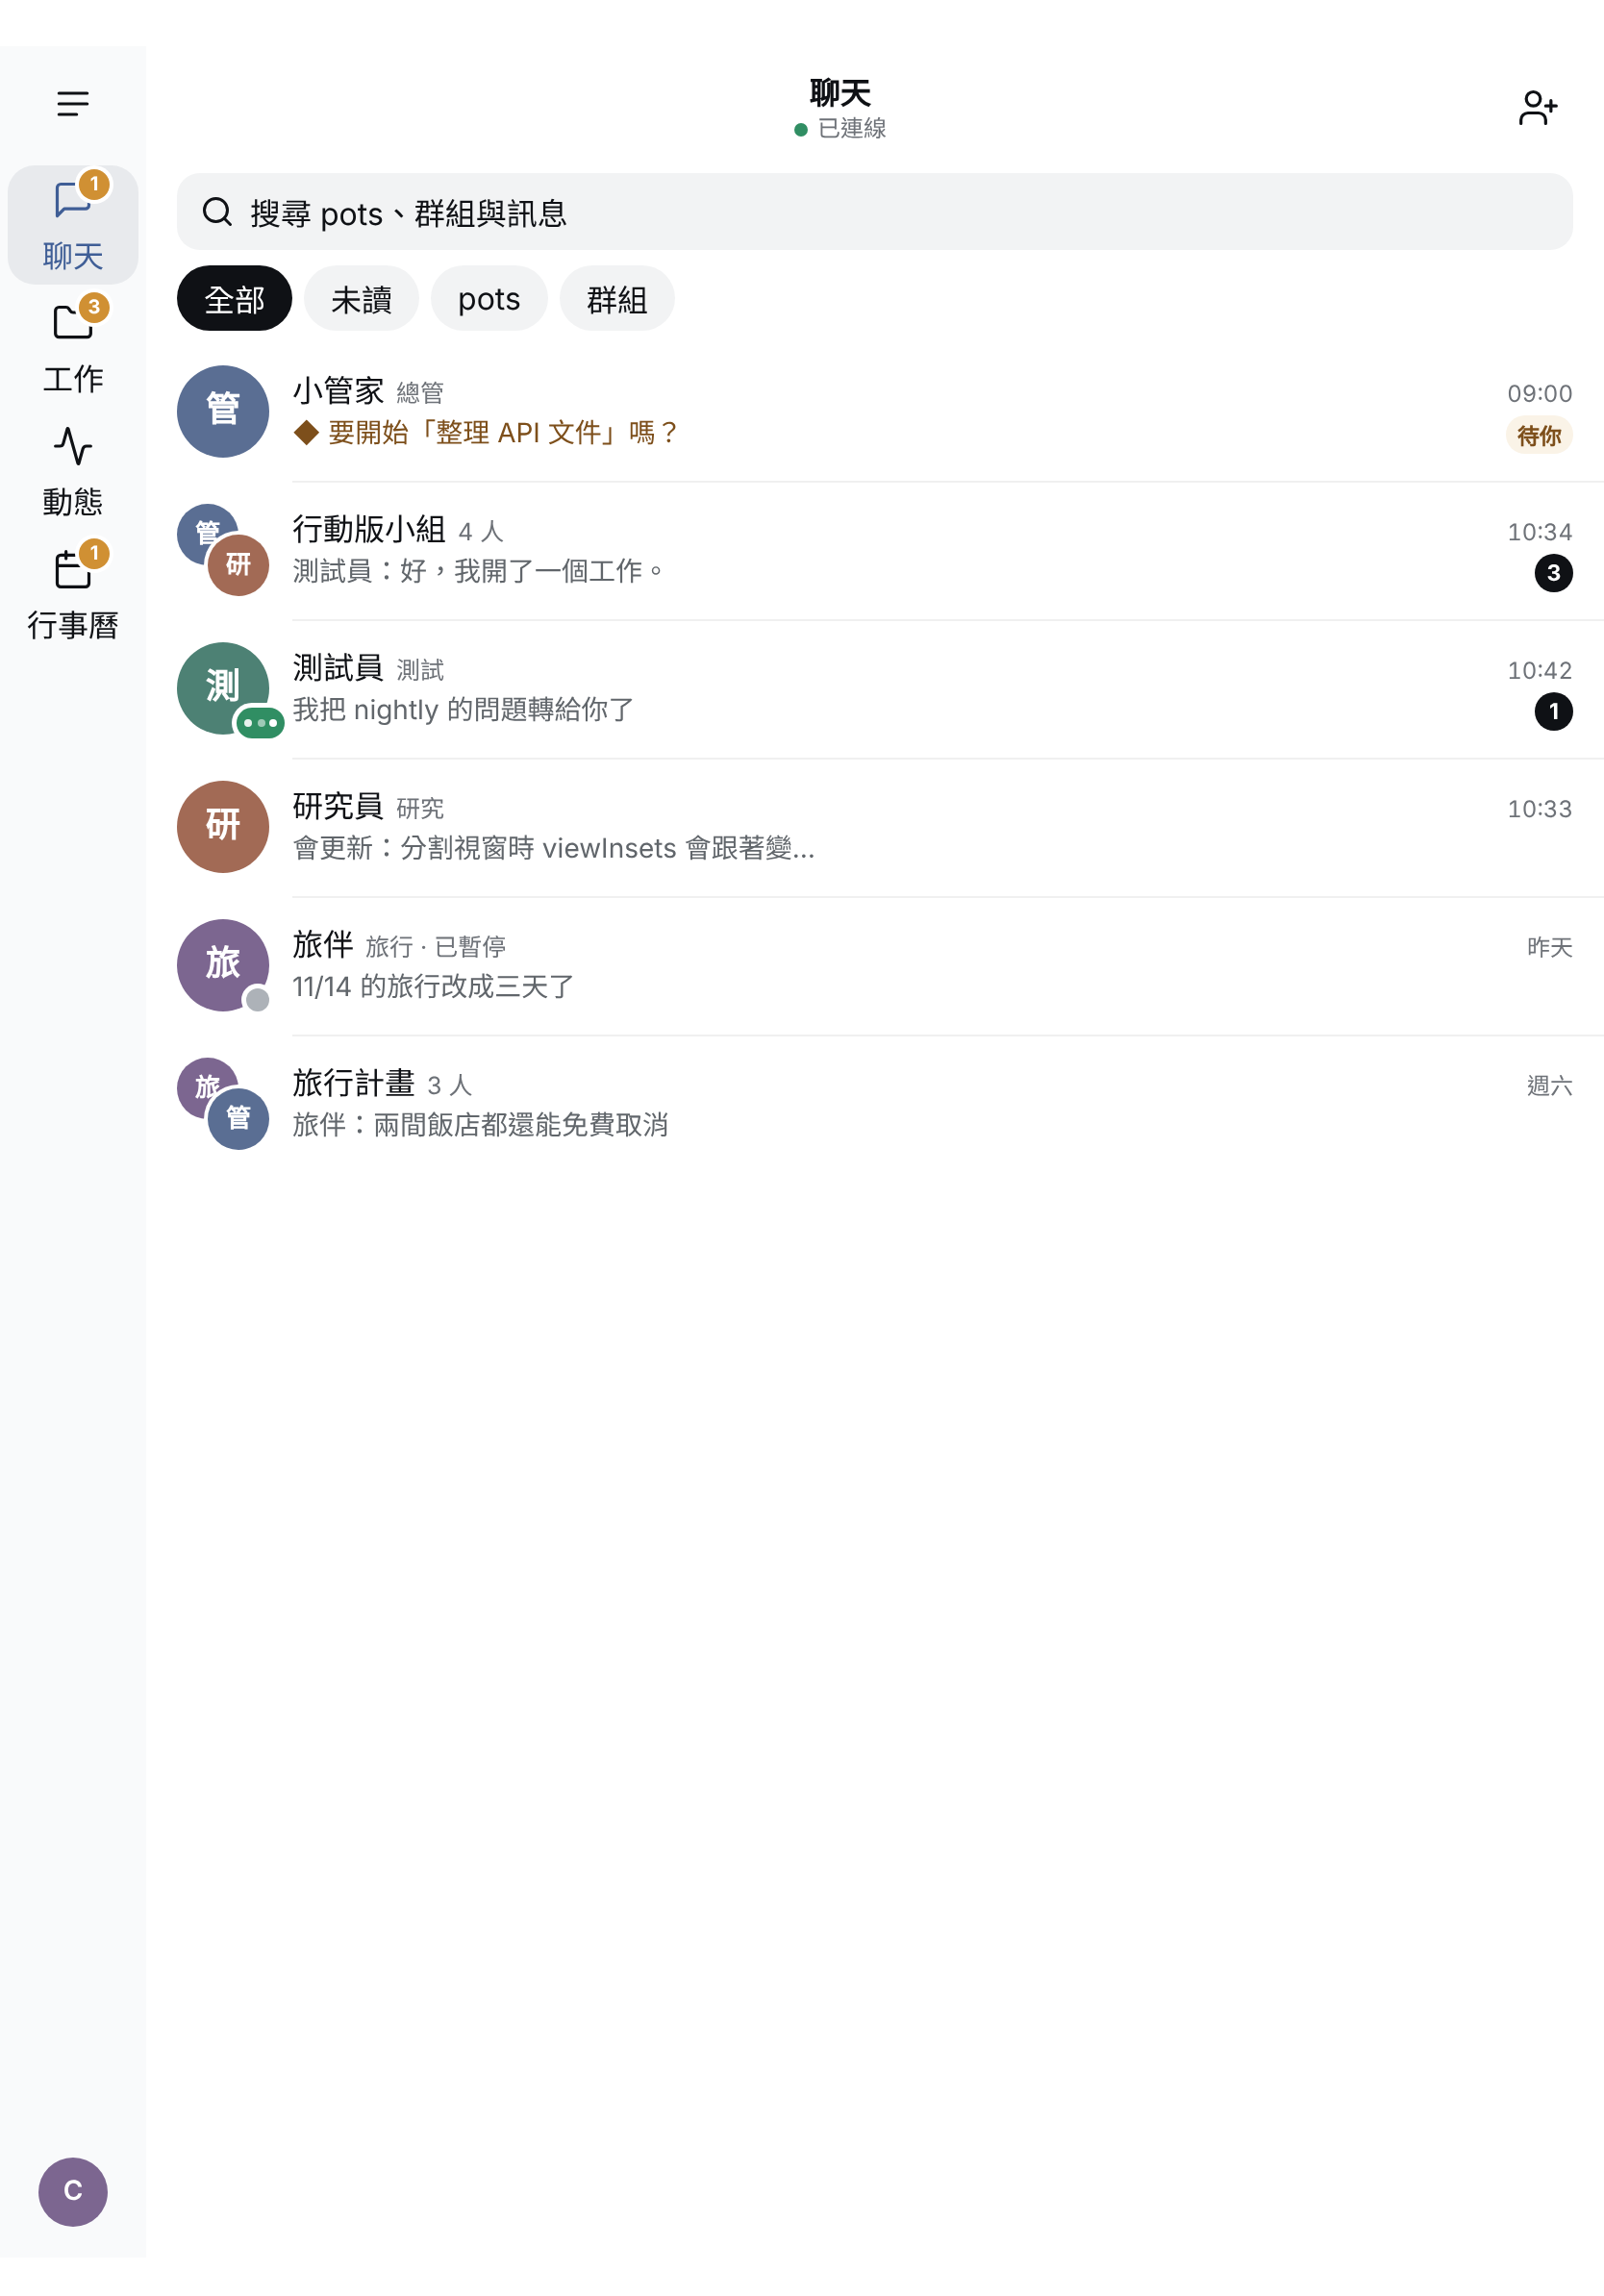 聊天
已連線
1
聊天
3
工作
動態
1
行事曆
C
搜尋 pots、群組與訊息
全部
未讀
pots
群組
管
小管家 總管
09:00
◆ 要開始「整理 API 文件」嗎？
待你
管
研
行動版小組 4 人
10:34
測試員：好，我開了一個工作。
3
測
測試員 測試
10:42
我把 nightly 的問題轉給你了
1
研
研究員 研究
10:33
會更新：分割視窗時 viewInsets 會跟著變…
旅
旅伴 旅行 · 已暫停
昨天
11/14 的旅行改成三天了
旅
管
旅行計畫 3 人
週六
旅伴：兩間飯店都還能免費取消